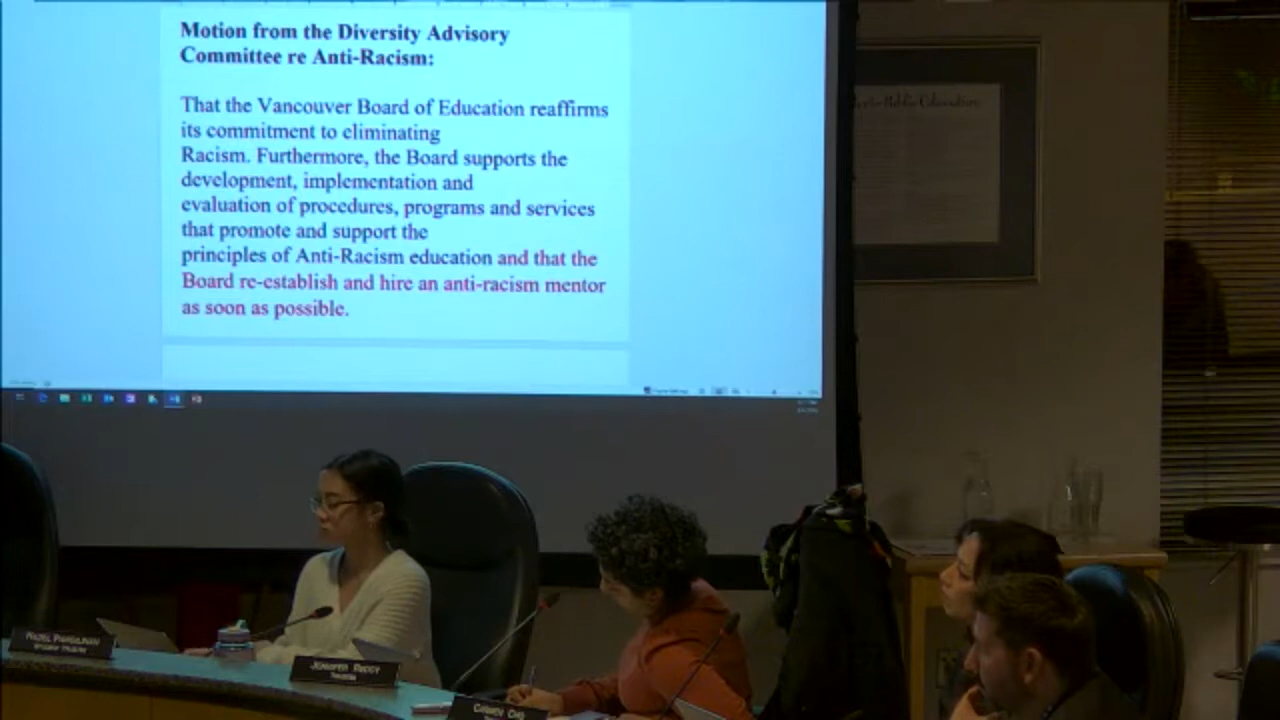 Motion from the Diversity Advisory
Committee re Anti-Racism:
That the Vancouver Board of Education reaffirms
its commitment to eliminating
Racism. Furthermore, the Board supports the
development, implementation and
evaluation of procedures, programs and services
that promote and support the
principles of Anti-Racism education and that the
Board re-establish and hire an anti-racism mentor
as soon as possible.
JENNIFER REDDY
TRUSTEE